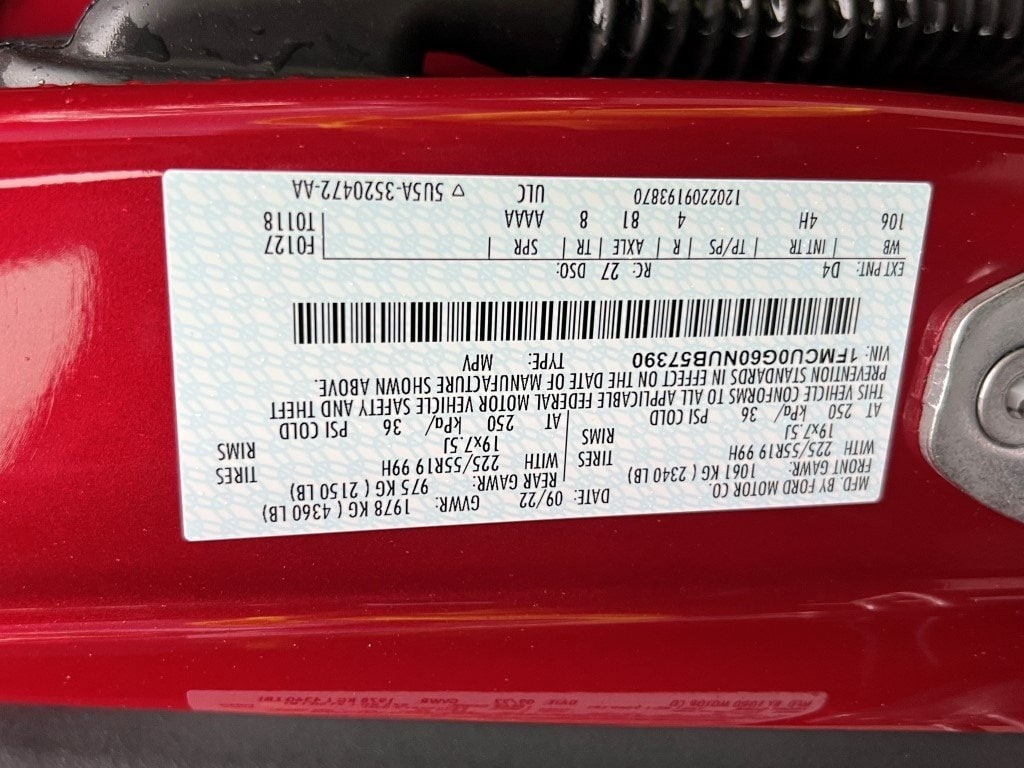 MFD. BY FORD MOTOR CO.
DATE: 09/22 GVWR: 1978 KG ( 4360 LB)
FRONT GAWR: 1061 KG ( 2340 LB) REAR GAWR: 975 KG ( 2150 LB)
WITH 225/55R19 99H TIRES WITH 225/55R19 99H TIRES
19x7.5J RIMS 19x7.5J RIMS
AT 250 kPa/ 36 PSI COLD AT 250 kPa/ 36 PSI COLD
THIS VEHICLE CONFORMS TO ALL APPLICABLE FEDERAL MOTOR VEHICLE SAFETY AND THEFT
PREVENTION STANDARDS IN EFFECT ON THE DATE OF MANUFACTURE SHOWN ABOVE.
VIN: 1FMCU0G60NUB57390 TYPE: MPV
EXT PNT: D4 RC: 27 DSO:
WB | INT TR | TP/PS | R | AXLE | TR | SPR | F0127
106 4H 4 81 8 AAAA T0118
120220919387​0 ULC ▽ 5U5A-3520472-AA